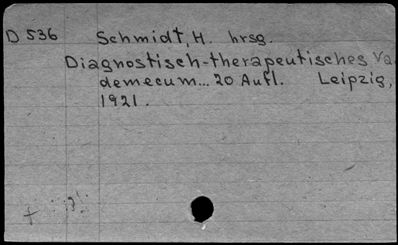 D 536 Schmidt, H. hrsg.
Diagnostisch-therapeutisches Va
demecum... 20 Aufl. Leipzig,
1921.